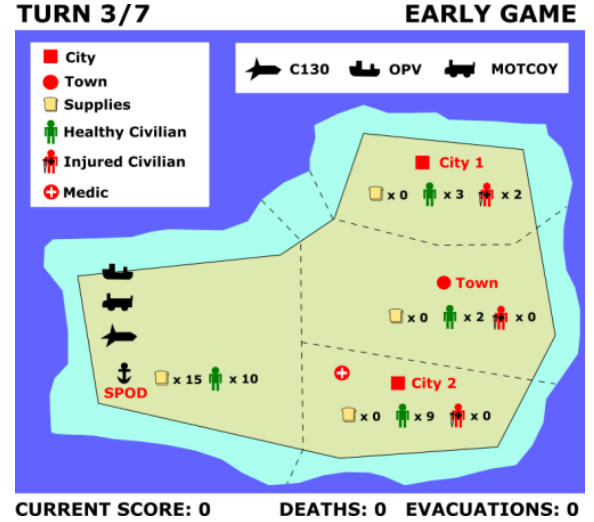 TURN 3/7 EARLY GAME
City
Town
Supplies
Healthy Civilian
Injured Civilian
Medic
C130 OPV MOTCOY
City 1
x 0 x 3 x 2
Town
x 0 x 2 x 0
SPOD
x 15 x 10
City 2
x 0 x 9 x 0
CURRENT SCORE: 0 DEATHS: 0 EVACUATIONS: 0